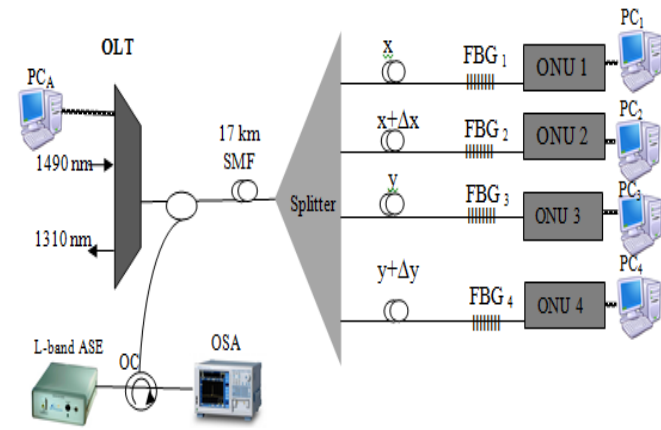 OLT
PC_A
1490 nm
1310 nm
17 km
SMF
Splitter
L-band ASE
OC
OSA
x
FBG 1
ONU 1
PC1
x+Δx
FBG 2
ONU 2
PC2
y
FBG 3
ONU 3
PC3
y+Δy
FBG 4
ONU 4
PC4